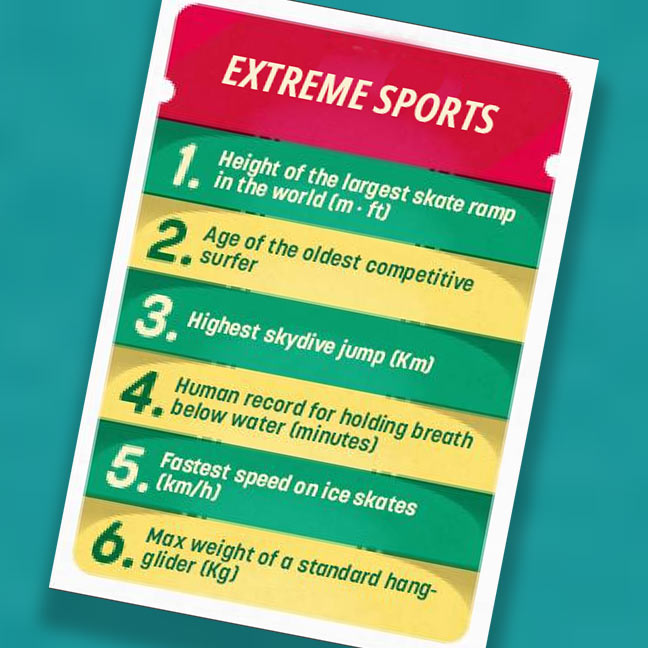 EXTREME SPORTS
1. Height of the largest skate ramp
in the world (m · ft)
2. Age of the oldest competitive
surfer
3. Highest skydive jump (Km)
4. Human record for holding breath
below water (minutes)
5. Fastest speed on ice skates
(km/h)
6. Max weight of a standard hang-
glider (Kg)